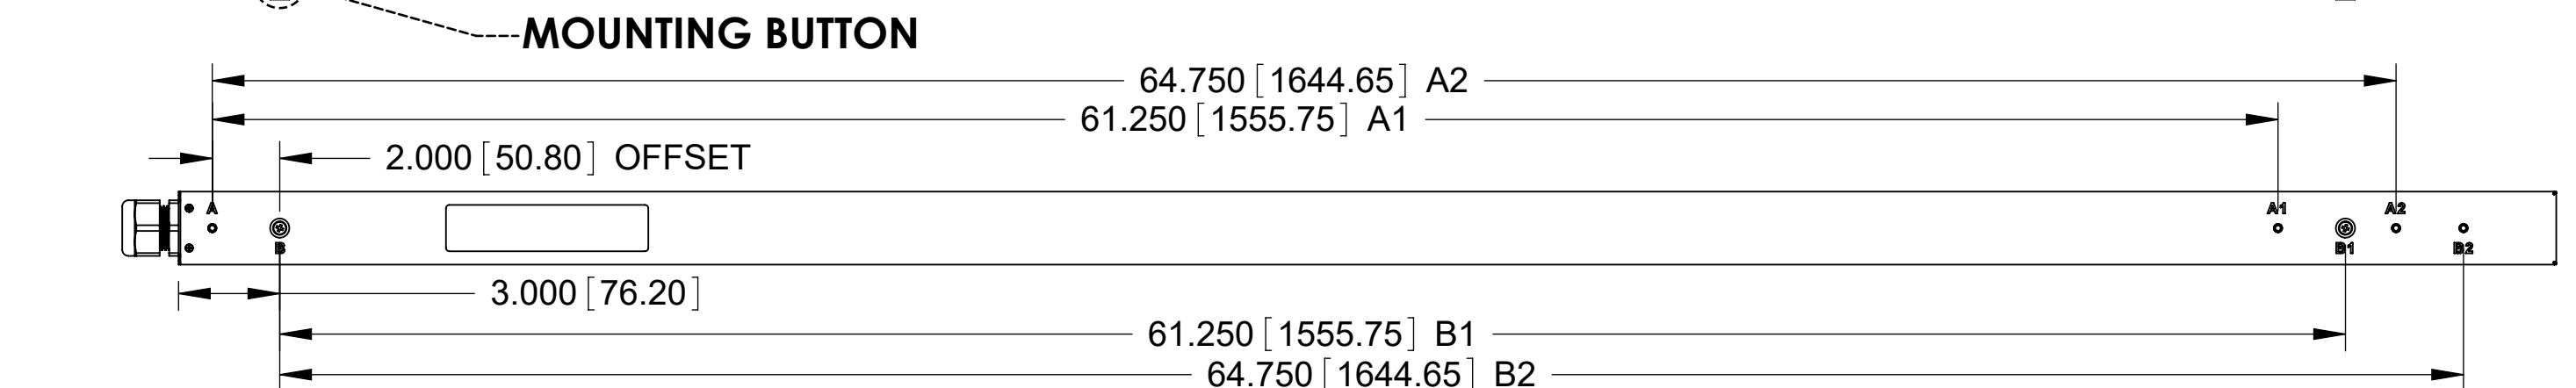 MOUNTING BUTTON
64.750 [1644.65] A2
61.250 [1555.75] A1
2.000 [50.80] OFFSET
A A1 A2
B B1 B2
3.000 [76.20]
61.250 [1555.75] B1
64.750 [1644.65] B2